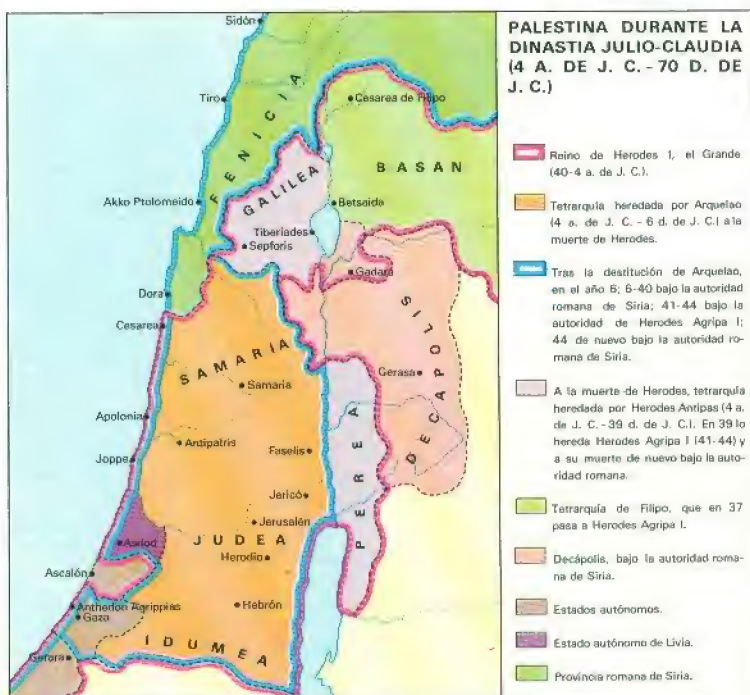 PALESTINA DURANTE LA
DINASTIA JULIO-CLAUDIA
(4 A. DE J. C. - 70 D. DE
J. C.)
Reino de Herodes I, el Grande
(40-4 a. de J. C.).
Tetrarquía heredada por Arquelao
(4 a. de J. C. - 6 d. de J. C.) a la
muerte de Herodes.
Tras la destitución de Arquelao,
en el año 6; 6-40 bajo la autoridad
romana de Siria; 41-44 bajo la
autoridad de Herodes Agripa I;
44 de nuevo bajo la autoridad ro-
mana de Siria.
A la muerte de Herodes, tetrarquía
heredada por Herodes Antipas (4 a.
de J. C. - 39 d. de J. C.). En 39 lo
hereda Herodes Agripa I (41-44) y
a su muerte de nuevo bajo la auto-
ridad romana.
Tetrarquía de Filipo, que en 37
pasa a Herodes Agripa I.
Decápolis, bajo la autoridad roma-
na de Siria.
Estados autónomos.
Estado autónomo de Livia.
Provincia romana de Siria.
Sidón
Tiro
Cesarea de Filipo
FENICIA
BASAN
GALILEA
Akko Ptolomeido
Betsaida
Tiberiades
Sepforis
Gadara
Dora
Cesarea
DECAPOLIS
SAMARIA
Gerasa
Samaria
Apolonia
PEREA
Antipatris
Faselis
Joppe
Jericó
Jerusalén
Asdod
JUDEA
Herodio
Ascalón
Anthedon Agrippias
Gaza
Hebrón
IDUMEA
Gerara